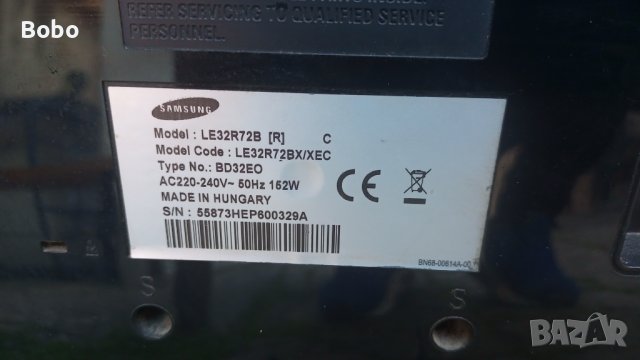 Bobo
REFER SERVICING TO QUALIFIED SERVICE
PERSONNEL.
SAMSUNG
Model : LE32R72B [R] C
Model Code : LE32R72BX/XEC
Type No.: BD32EO
AC220-240V~ 50Hz 152W
MADE IN HUNGARY
S/N : 55873HEP600329A
CE
BN68-00614A-00
S
S
BAZAR